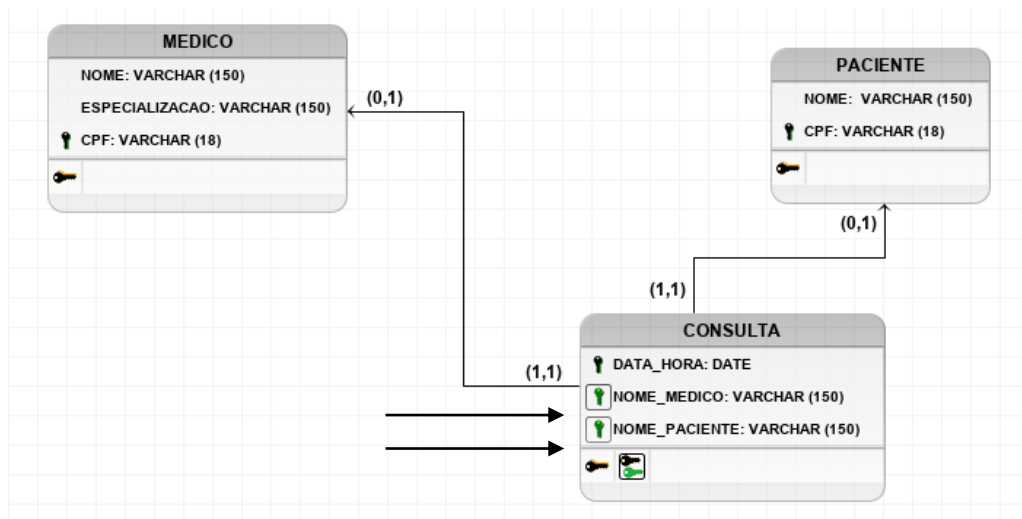 MEDICO
NOME: VARCHAR (150)
ESPECIALIZACAO: VARCHAR (150)
CPF: VARCHAR (18)
(0,1)
PACIENTE
NOME: VARCHAR (150)
CPF: VARCHAR (18)
(0,1)
(1,1)
(1,1)
CONSULTA
DATA_HORA: DATE
NOME_MEDICO: VARCHAR (150)
NOME_PACIENTE: VARCHAR (150)